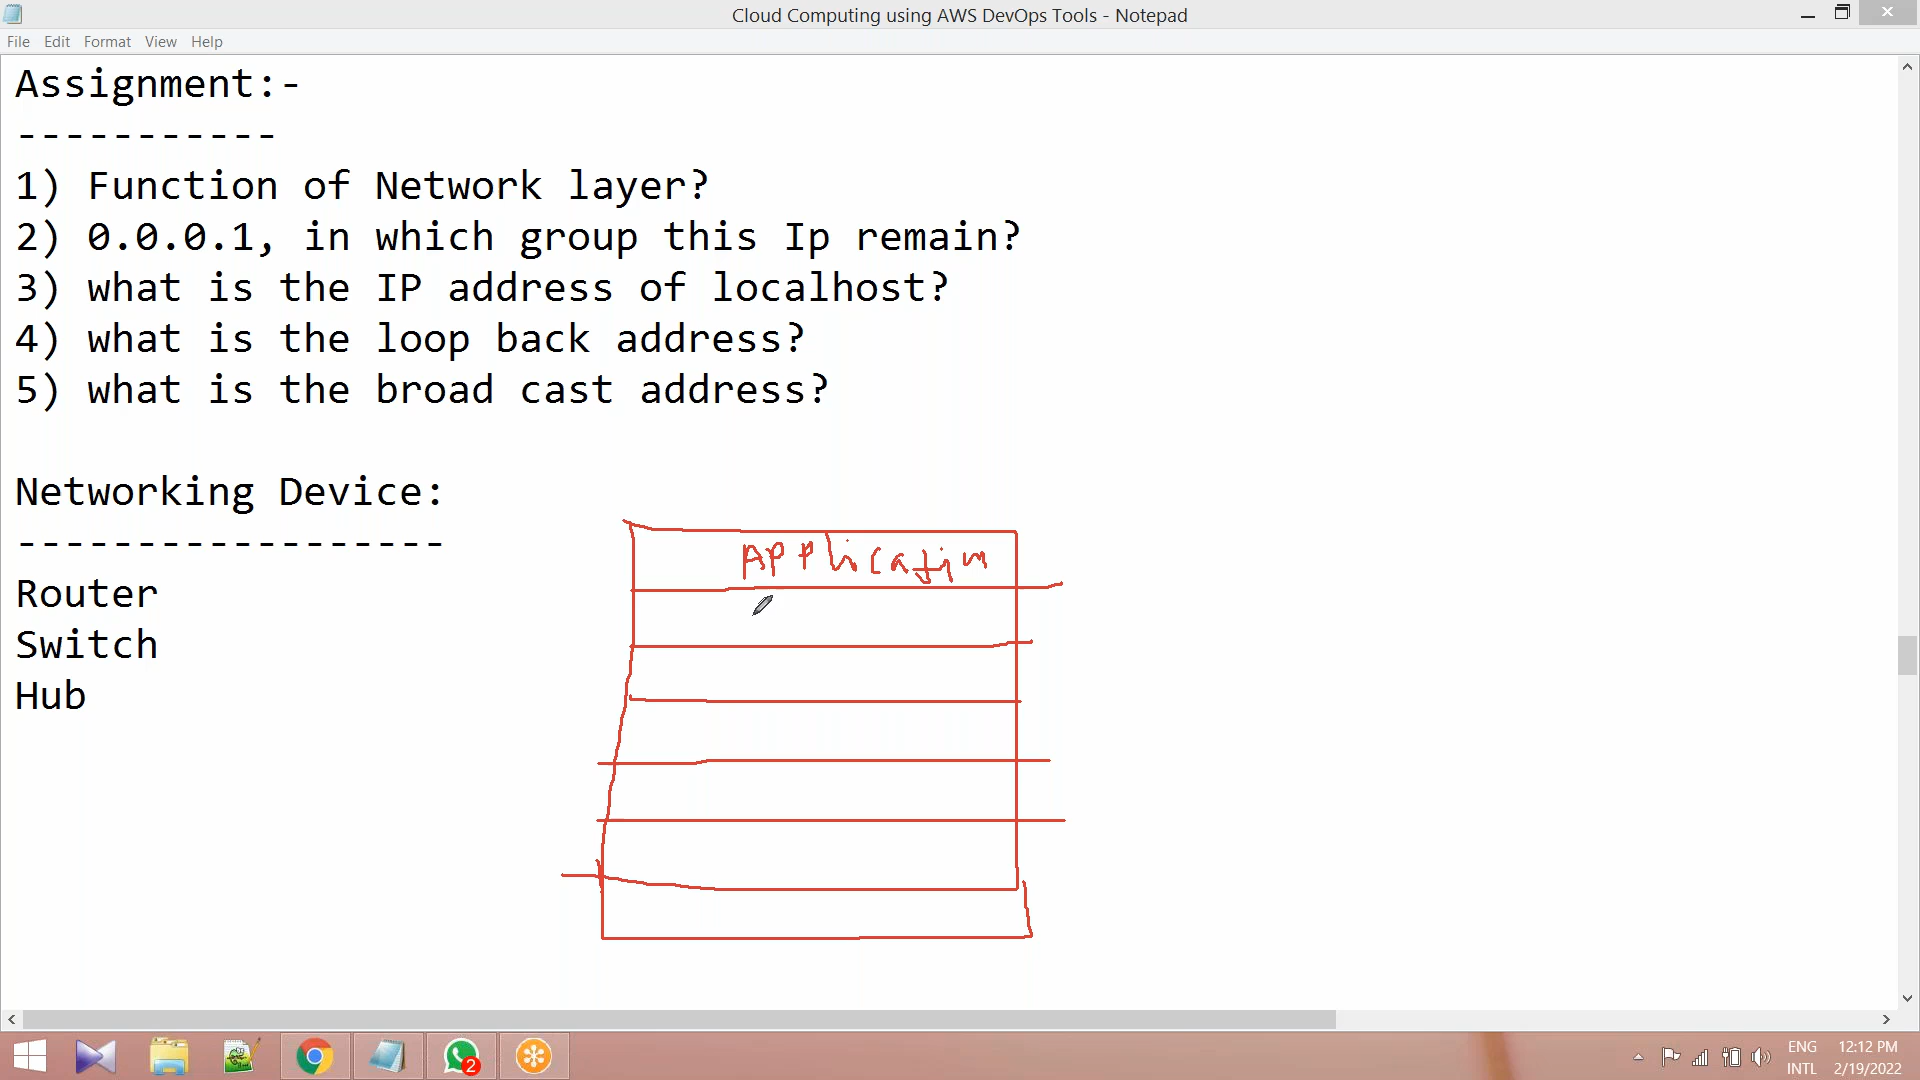 Cloud Computing using AWS DevOps Tools - Notepad
File Edit Format View Help
Assignment:-
-----------
1) Function of Network layer?
2) 0.0.0.1, in which group this Ip remain?
3) what is the IP address of localhost?
4) what is the loop back address?
5) what is the broad cast address?
Networking Device:
------------------
Application
Router
Switch
Hub
2
ENG 12:12 PM
INTL 2/19/2022